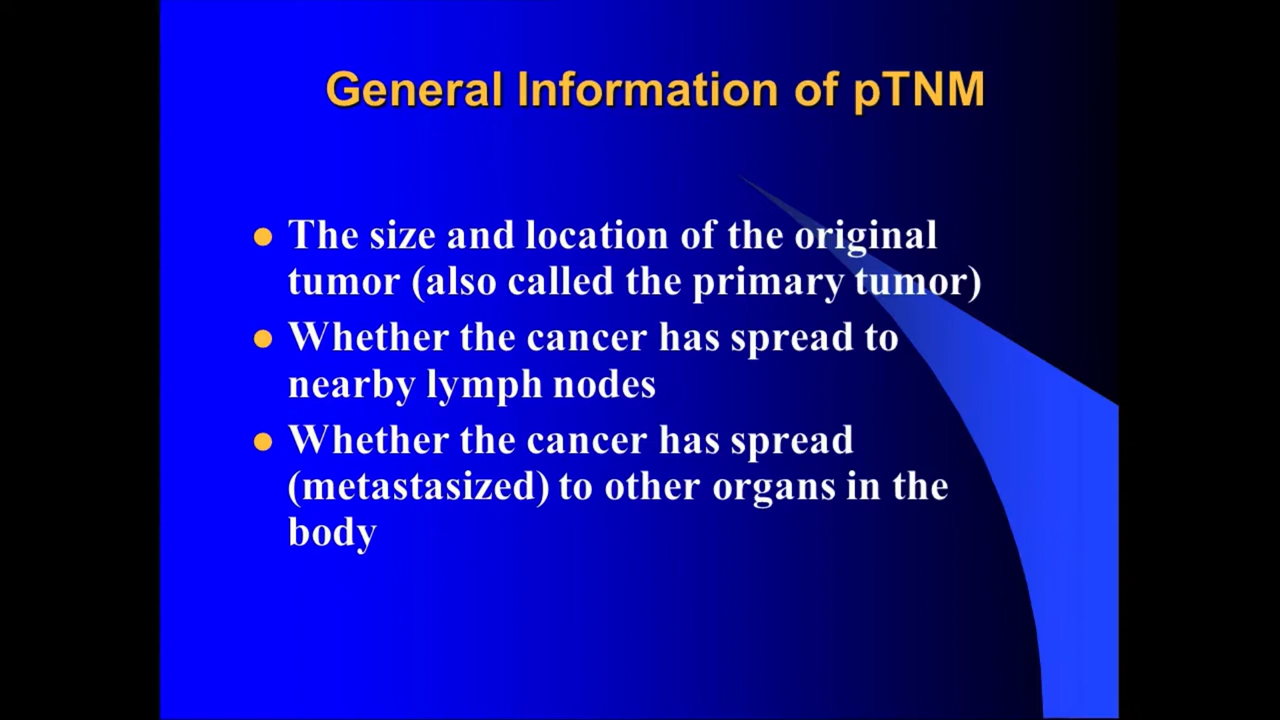 General Information of pTNM
The size and location of the original
tumor (also called the primary tumor)
Whether the cancer has spread to
nearby lymph nodes
Whether the cancer has spread
(metastasized) to other organs in the
body